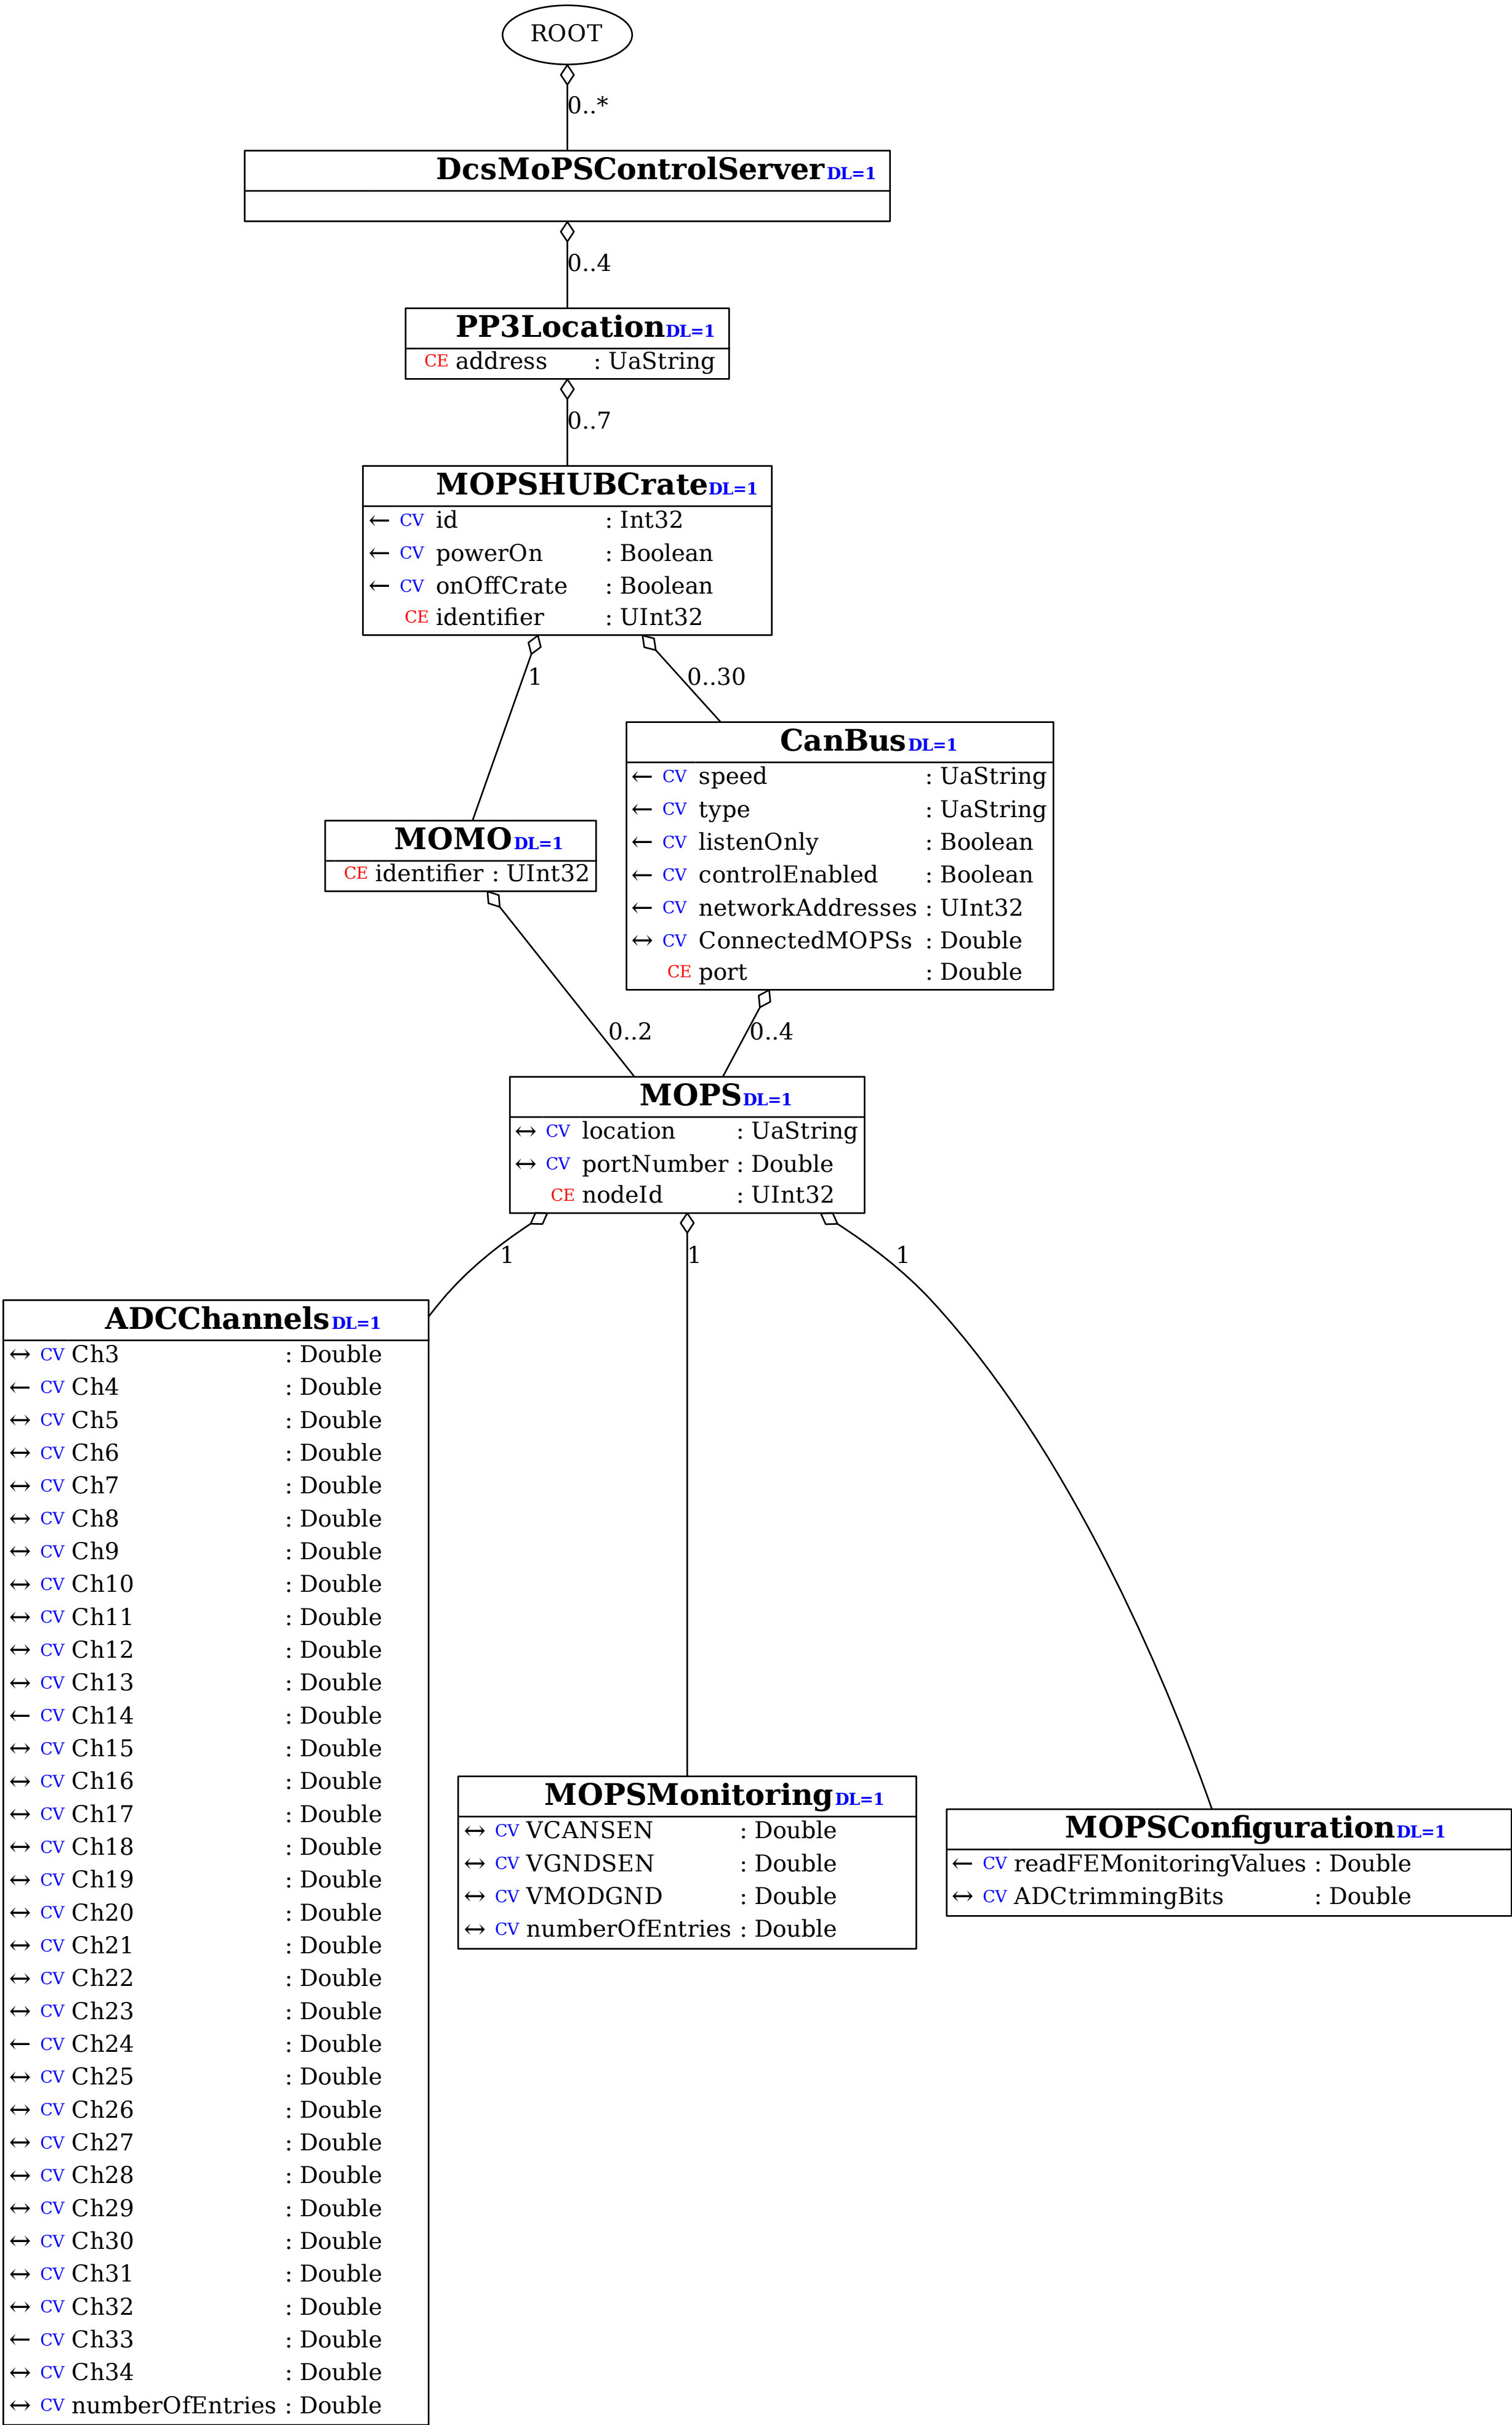 ROOT
0..*
DcsMoPSControlServerDL=1
0..4
PP3LocationDL=1
CE address : UaString
0..7
MOPSHUBCrateDL=1
← CV id : Int32
← CV powerOn : Boolean
← CV onOffCrate : Boolean
CE identifier : UInt32
1
0..30
CanBusDL=1
← CV speed : UaString
← CV type : UaString
← CV listenOnly : Boolean
← CV controlEnabled : Boolean
← CV networkAddresses : UInt32
↔ CV ConnectedMOPSs : Double
CE port : Double
MOMODL=1
CE identifier : UInt32
0..2
0..4
MOPSDL=1
↔ CV location : UaString
↔ CV portNumber : Double
CE nodeId : UInt32
1
1
1
ADCChannelsDL=1
↔ CV Ch3 : Double
← CV Ch4 : Double
↔ CV Ch5 : Double
↔ CV Ch6 : Double
↔ CV Ch7 : Double
↔ CV Ch8 : Double
↔ CV Ch9 : Double
↔ CV Ch10 : Double
↔ CV Ch11 : Double
↔ CV Ch12 : Double
↔ CV Ch13 : Double
← CV Ch14 : Double
↔ CV Ch15 : Double
↔ CV Ch16 : Double
↔ CV Ch17 : Double
↔ CV Ch18 : Double
↔ CV Ch19 : Double
↔ CV Ch20 : Double
↔ CV Ch21 : Double
↔ CV Ch22 : Double
↔ CV Ch23 : Double
← CV Ch24 : Double
↔ CV Ch25 : Double
↔ CV Ch26 : Double
↔ CV Ch27 : Double
↔ CV Ch28 : Double
↔ CV Ch29 : Double
↔ CV Ch30 : Double
↔ CV Ch31 : Double
↔ CV Ch32 : Double
← CV Ch33 : Double
↔ CV Ch34 : Double
↔ CV numberOfEntries : Double
MOPSMonitoringDL=1
↔ CV VCANSEN : Double
↔ CV VGNDSEN : Double
↔ CV VMODGND : Double
↔ CV numberOfEntries : Double
MOPSConfigurationDL=1
← CV readFEMonitoringValues : Double
↔ CV ADCtrimmingBits : Double